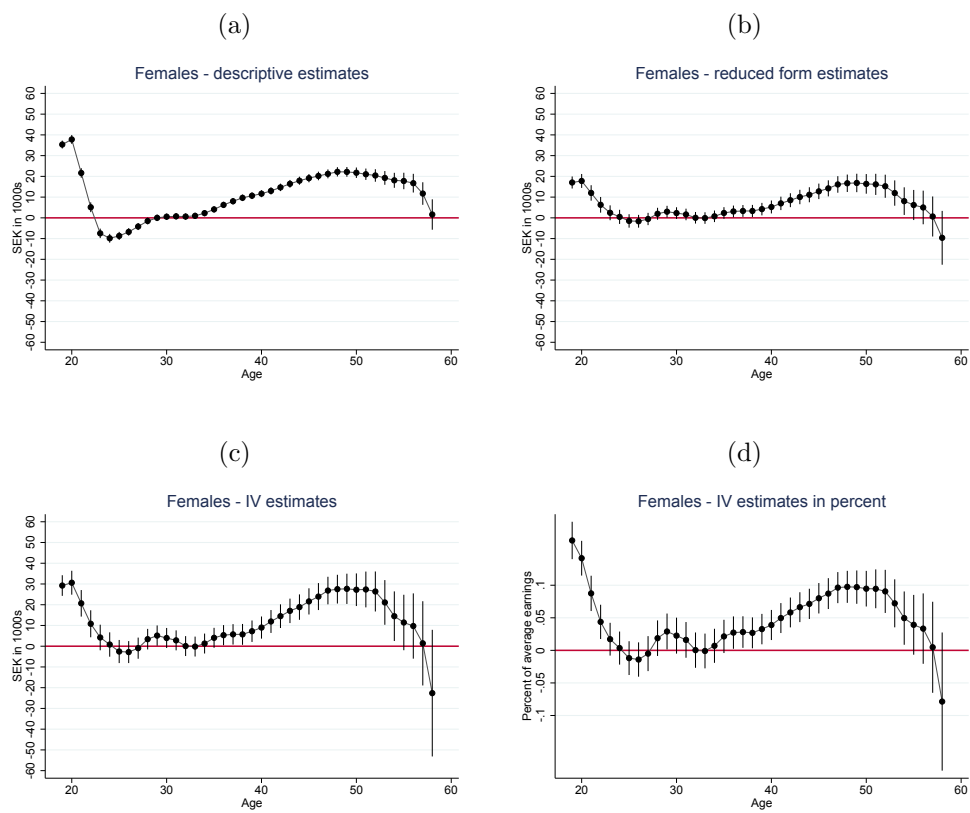 (a)
Females - descriptive estimates
SEK in 1000s
-60 -50 -40 -30 -20 -10 0 10 20 30 40 50 60
20 30 40 50 60
Age
(b)
Females - reduced form estimates
SEK in 1000s
-60 -50 -40 -30 -20 -10 0 10 20 30 40 50 60
20 30 40 50 60
Age
(c)
Females - IV estimates
SEK in 1000s
-60 -50 -40 -30 -20 -10 0 10 20 30 40 50 60
20 30 40 50 60
Age
(d)
Females - IV estimates in percent
Percent of average earnings
-.1 -.05 0 .05 .1
20 30 40 50 60
Age